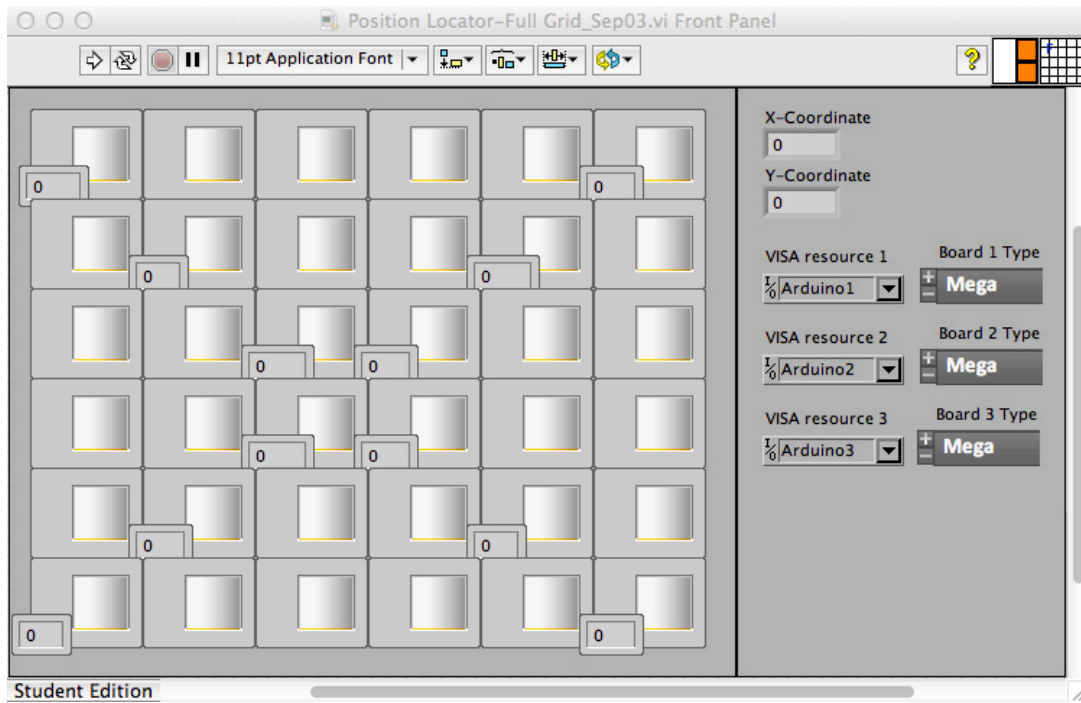 Position Locator-Full Grid_Sep03.vi Front Panel
11pt Application Font
?
X-Coordinate
0
Y-Coordinate
0
0 0
0 0
0 0
0 0
0 0
0 0
VISA resource 1 Board 1 Type
I/O Arduino1 + - Mega
VISA resource 2 Board 2 Type
I/O Arduino2 + - Mega
VISA resource 3 Board 3 Type
I/O Arduino3 + - Mega
Student Edition